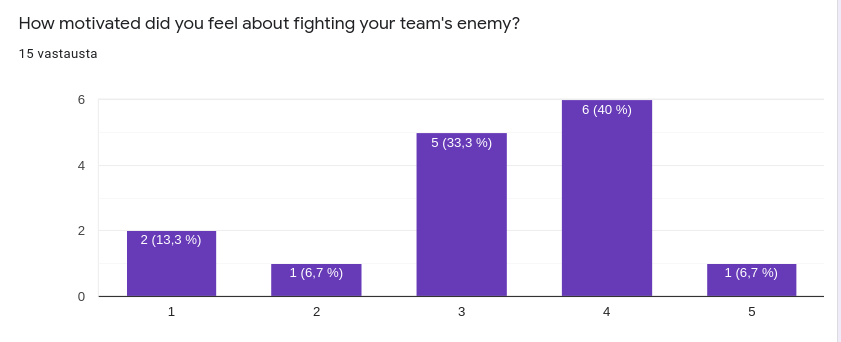 How motivated did you feel about fighting your team's enemy?
15 vastausta
6
4
2
0
2 (13,3 %)
1 (6,7 %)
5 (33,3 %)
6 (40 %)
1 (6,7 %)
1
2
3
4
5